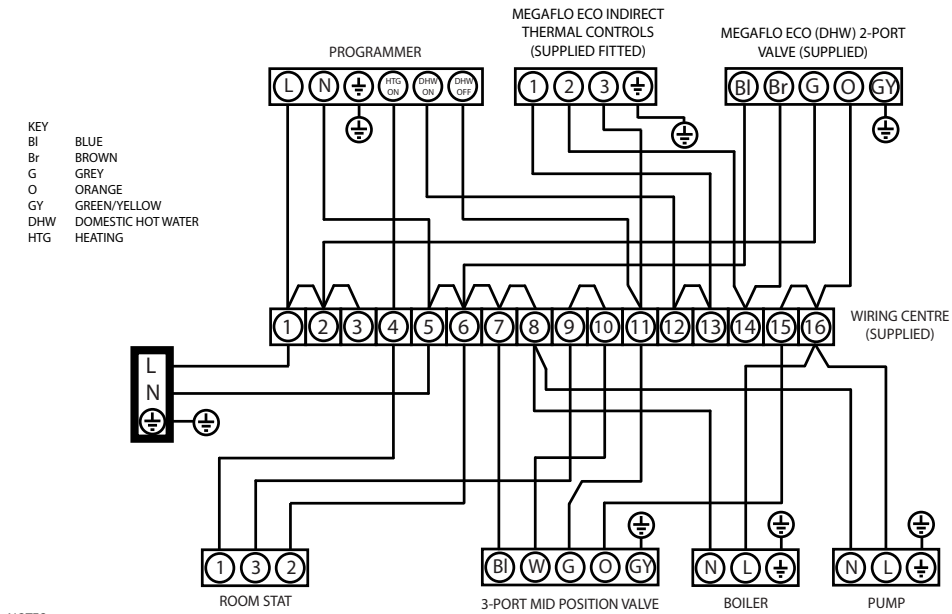 MEGAFLO ECO INDIRECT
THERMAL CONTROLS
(SUPPLIED FITTED)
MEGAFLO ECO (DHW) 2-PORT
VALVE (SUPPLIED)
PROGRAMMER
L N HTG ON DHW ON DHW OFF
1 2 3
Bl Br G O GY
KEY
Bl BLUE
Br BROWN
G GREY
O ORANGE
GY GREEN/YELLOW
DHW DOMESTIC HOT WATER
HTG HEATING
1 2 3 4 5 6 7 8 9 10 11 12 13 14 15 16
WIRING CENTRE
(SUPPLIED)
L
N
1 3 2
Bl W G O GY
N L
N L
ROOM STAT
3-PORT MID POSITION VALVE
BOILER
PUMP